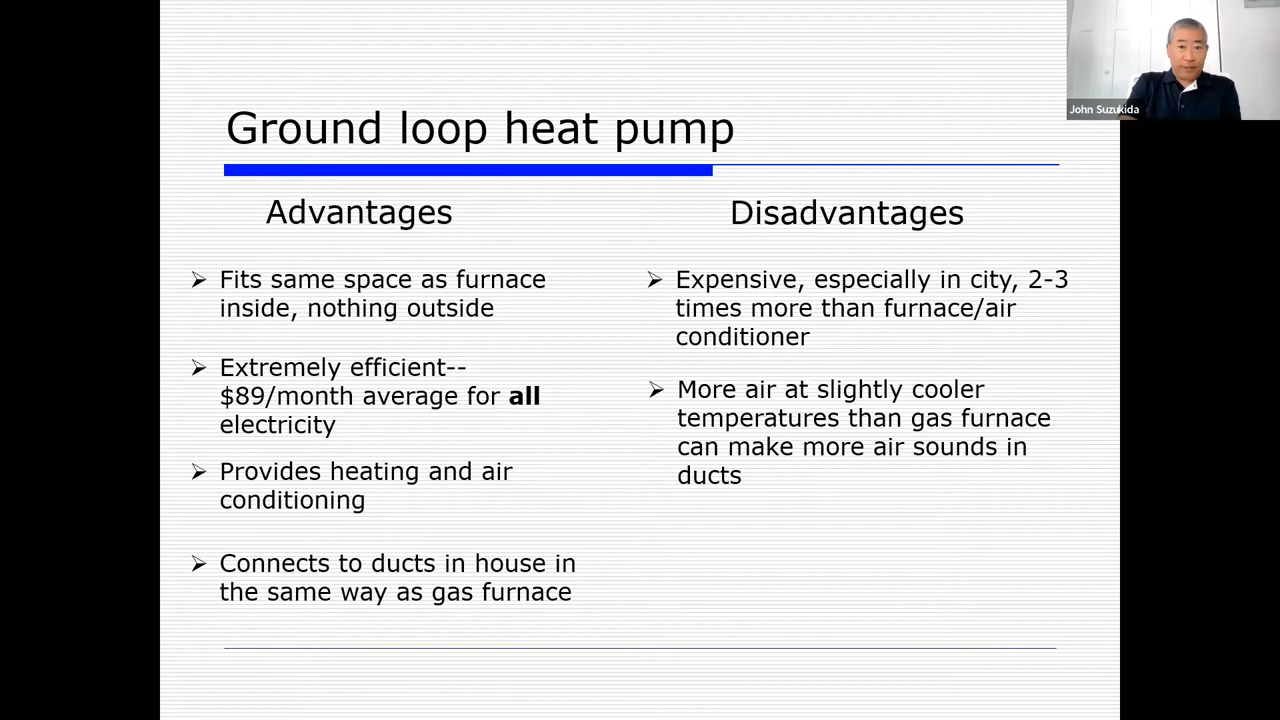 John Suzukida
Ground loop heat pump
Advantages
Fits same space as furnace
inside, nothing outside
Extremely efficient--
$89/month average for all
electricity
Provides heating and air
conditioning
Connects to ducts in house in
the same way as gas furnace
Disadvantages
Expensive, especially in city, 2-3
times more than furnace/air
conditioner
More air at slightly cooler
temperatures than gas furnace
can make more air sounds in
ducts